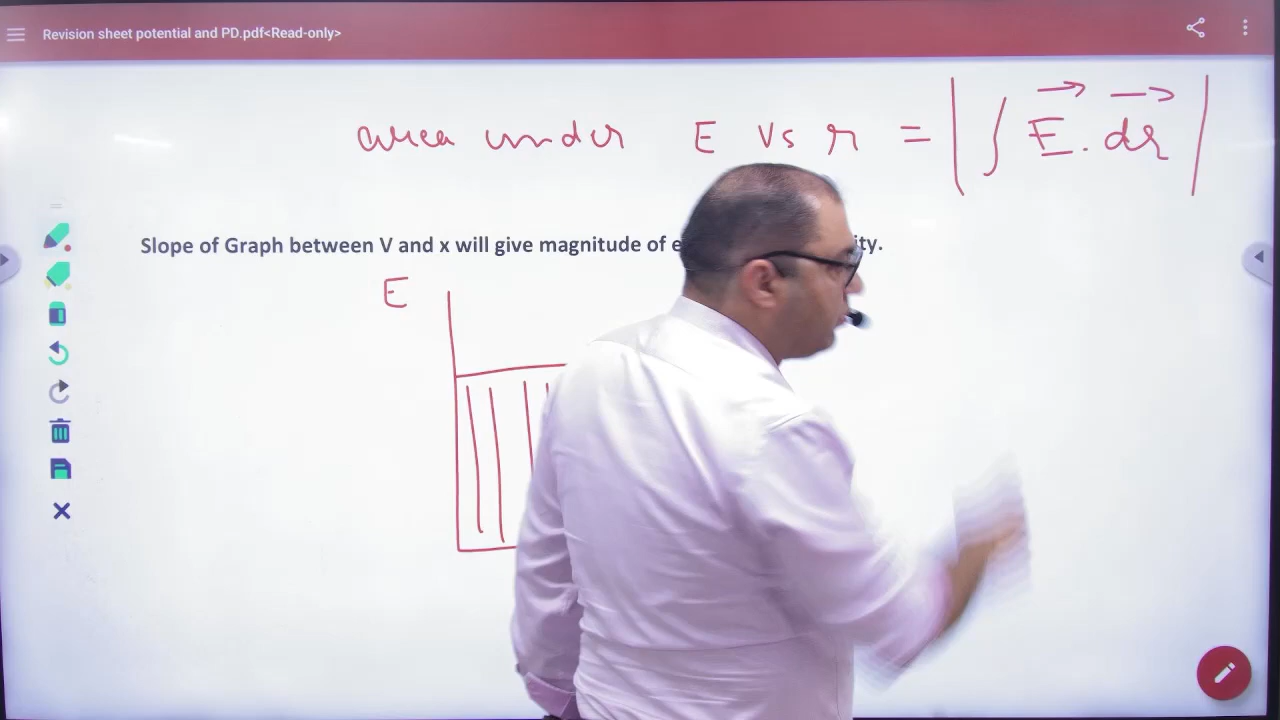 Revision sheet potential and PD.pdf<Read-only>
area under E vs r = | ∫ E⃗ . dr⃗ |
Slope of Graph between V and x will give magnitude of e ity.
E